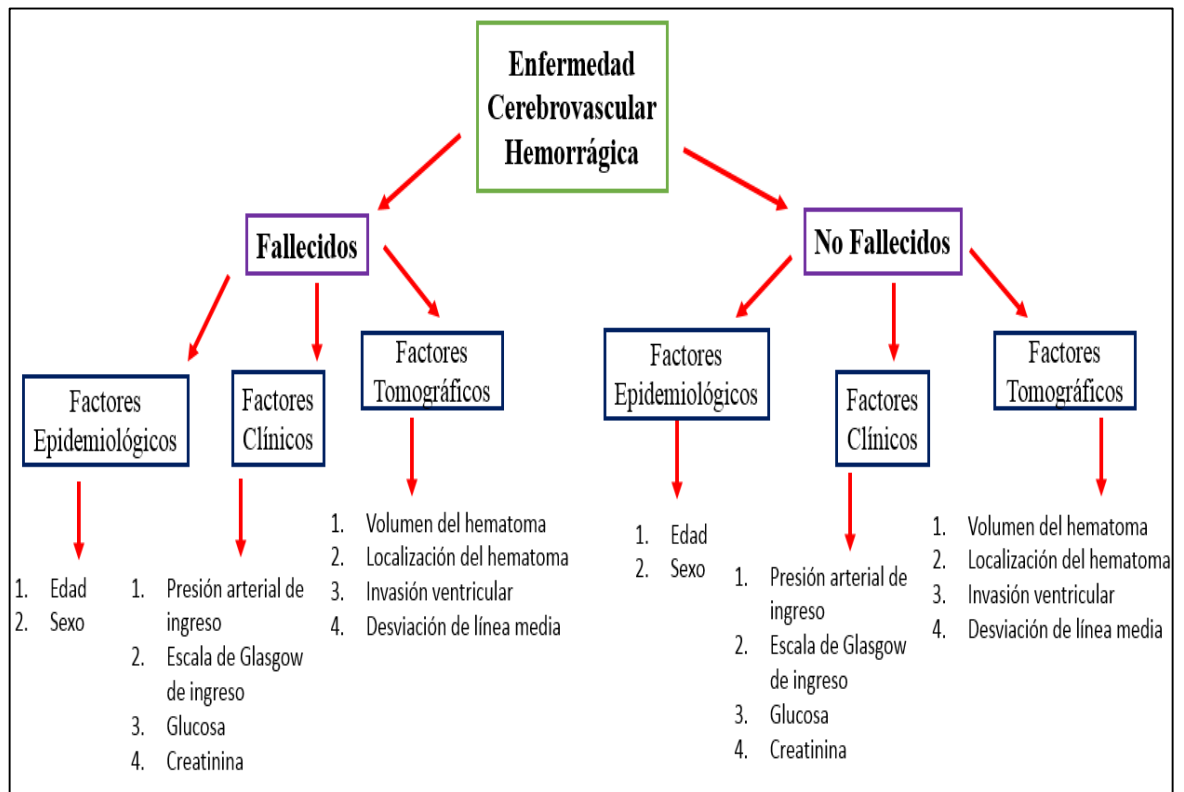 Enfermedad
Cerebrovascular
Hemorrágica
Fallecidos
Factores
Epidemiológicos
1. Edad
2. Sexo
Factores
Clínicos
1. Presión arterial de
ingreso
2. Escala de Glasgow
de ingreso
3. Glucosa
4. Creatinina
Factores
Tomográficos
1. Volumen del hematoma
2. Localización del hematoma
3. Invasión ventricular
4. Desviación de línea media
No Fallecidos
Factores
Epidemiológicos
1. Edad
2. Sexo
Factores
Clínicos
1. Presión arterial de
ingreso
2. Escala de Glasgow
de ingreso
3. Glucosa
4. Creatinina
Factores
Tomográficos
1. Volumen del hematoma
2. Localización del hematoma
3. Invasión ventricular
4. Desviación de línea media